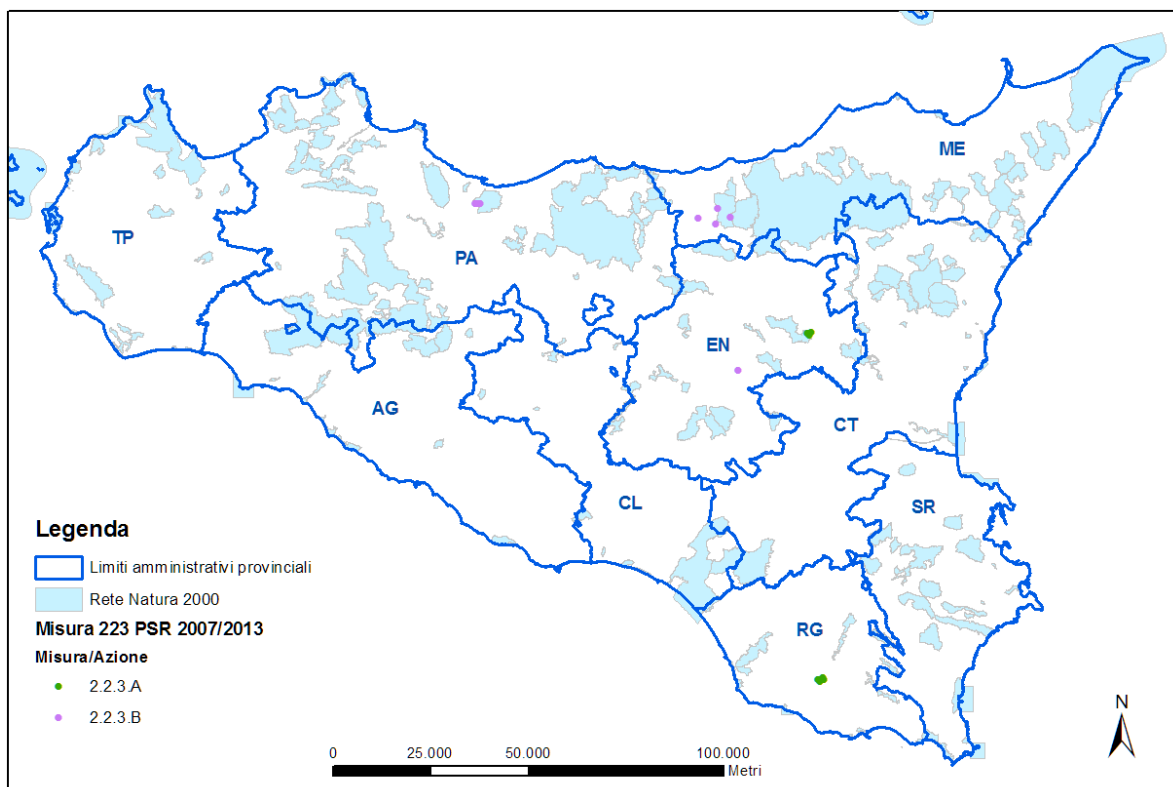 ME
TP
PA
EN
AG
CT
CL
SR
RG
Legenda
Limiti amministrativi provinciali
Rete Natura 2000
Misura 223 PSR 2007/2013
Misura/Azione
2.2.3.A
2.2.3.B
N
0 25.000 50.000 100.000
Metri